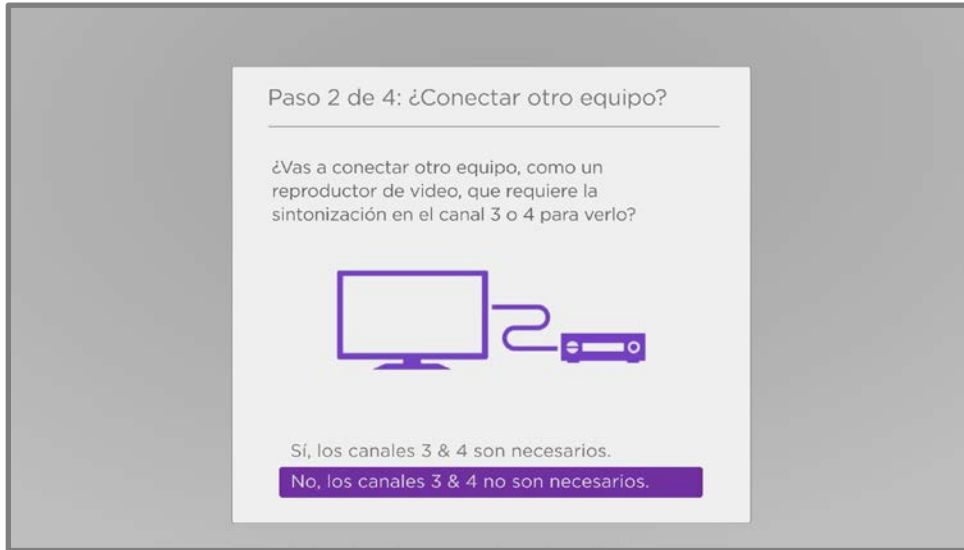 Paso 2 de 4: ¿Conectar otro equipo?
¿Vas a conectar otro equipo, como un
reproductor de video, que requiere la
sintonización en el canal 3 o 4 para verlo?
Sí, los canales 3 & 4 son necesarios.
No, los canales 3 & 4 no son necesarios.